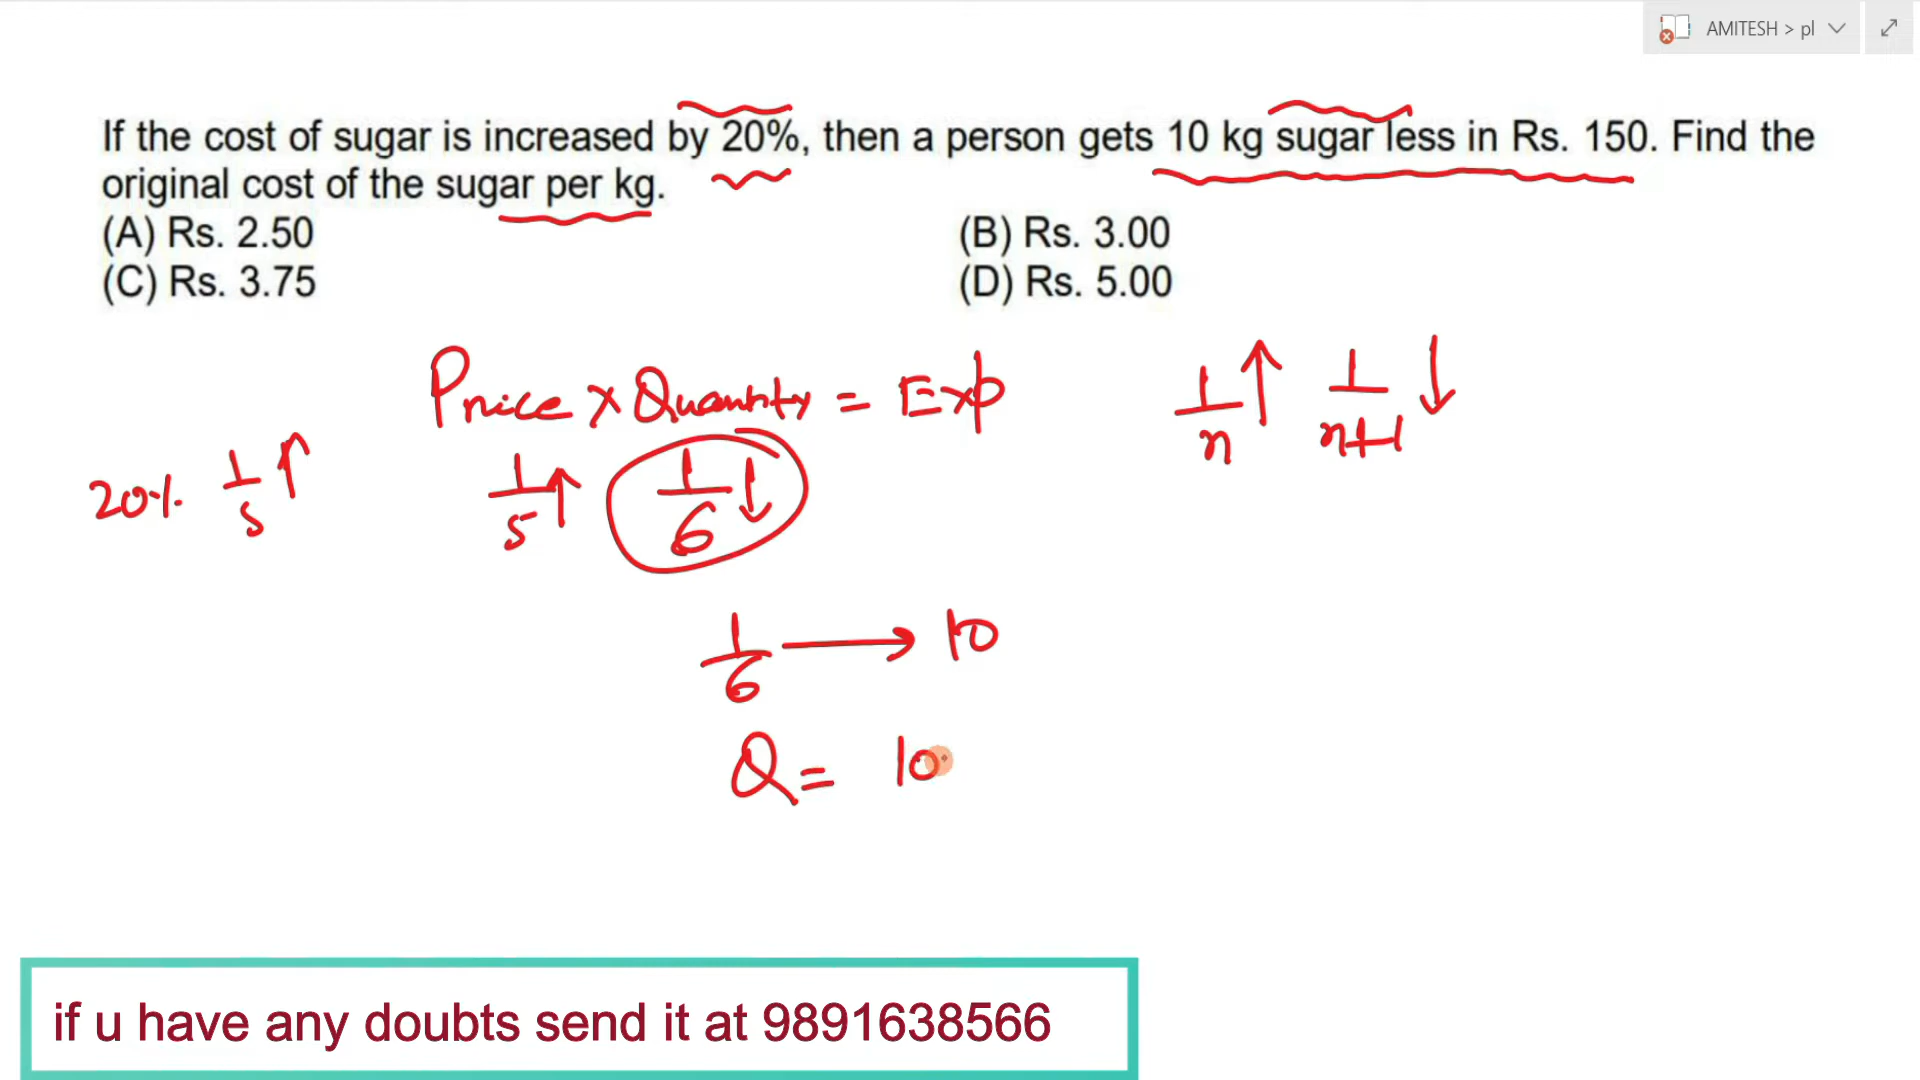 AMITESH > pl
If the cost of sugar is increased by 20%, then a person gets 10 kg sugar less in Rs. 150. Find the
original cost of the sugar per kg.
(A) Rs. 2.50 (B) Rs. 3.00
(C) Rs. 3.75 (D) Rs. 5.00
Price × Quantity = Exp 1/n ↑ 1/n+1 ↓
20% 1/5 ↑ 1/5 ↑ 1/6 ↓
1/6 → 10
Q = 10
if u have any doubts send it at 9891638566